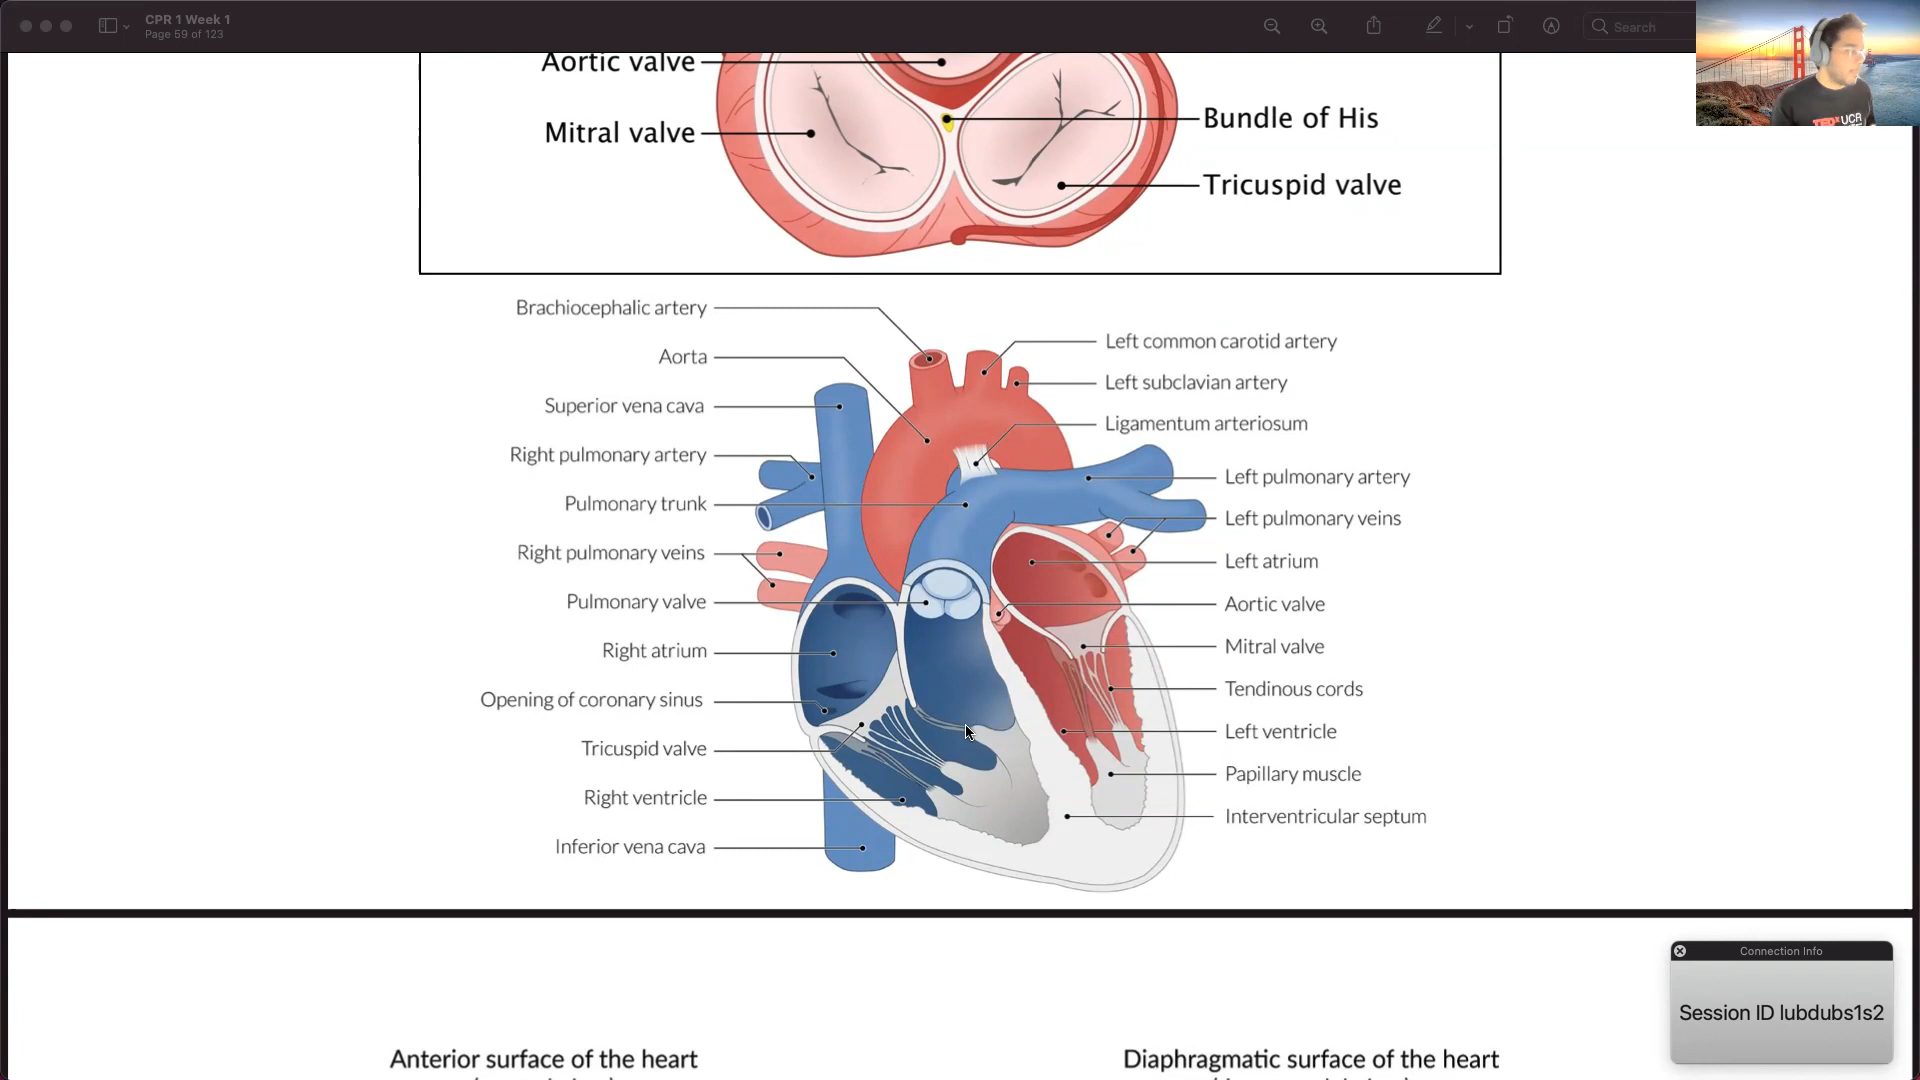 CPR 1 Week 1
Page 59 of 123
Search
TEDxUCR
Aortic valve
Mitral valve
Bundle of His
Tricuspid valve
Brachiocephalic artery
Aorta
Superior vena cava
Right pulmonary artery
Pulmonary trunk
Right pulmonary veins
Pulmonary valve
Right atrium
Opening of coronary sinus
Tricuspid valve
Right ventricle
Inferior vena cava
Left common carotid artery
Left subclavian artery
Ligamentum arteriosum
Left pulmonary artery
Left pulmonary veins
Left atrium
Aortic valve
Mitral valve
Tendinous cords
Left ventricle
Papillary muscle
Interventricular septum
Connection Info
Session ID lubdubs1s2
Anterior surface of the heart
Diaphragmatic surface of the heart